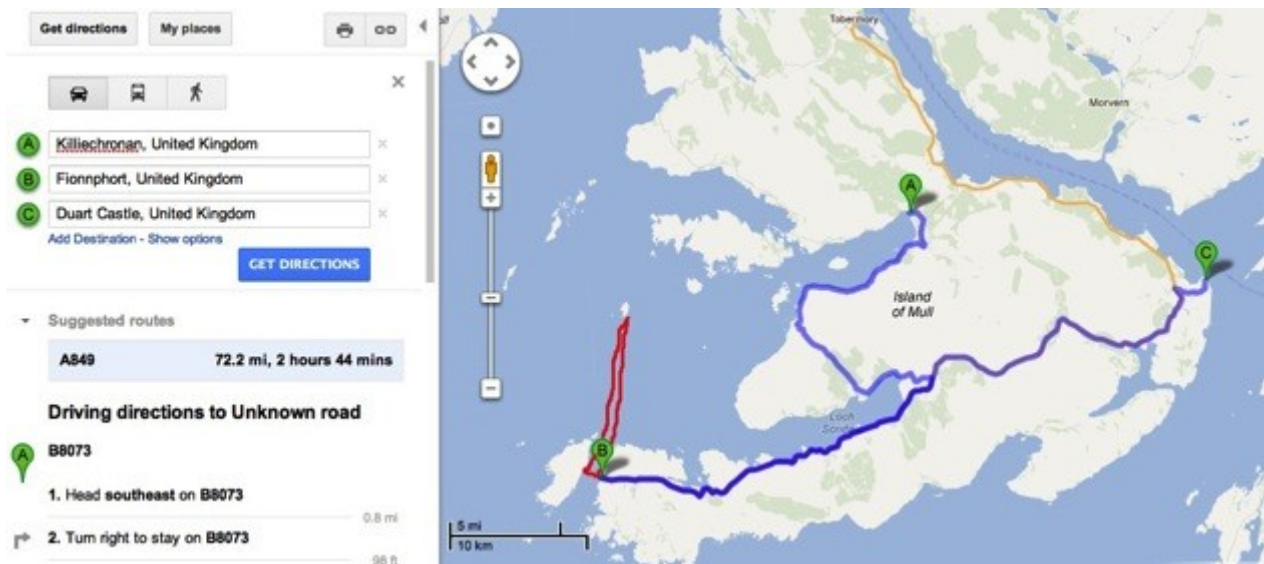 Get directions
My places
A
Killiechronan, United Kingdom
B
Fionnphort, United Kingdom
C
Duart Castle, United Kingdom
Add Destination - Show options
GET DIRECTIONS
Suggested routes
A849 72.2 mi, 2 hours 44 mins
Driving directions to Unknown road
A
B8073
1. Head southeast on B8073
0.8 mi
2. Turn right to stay on B8073
98 ft
Tobermory
Morvern
A
C
Island
of Mull
Loch
B
5 mi
10 km